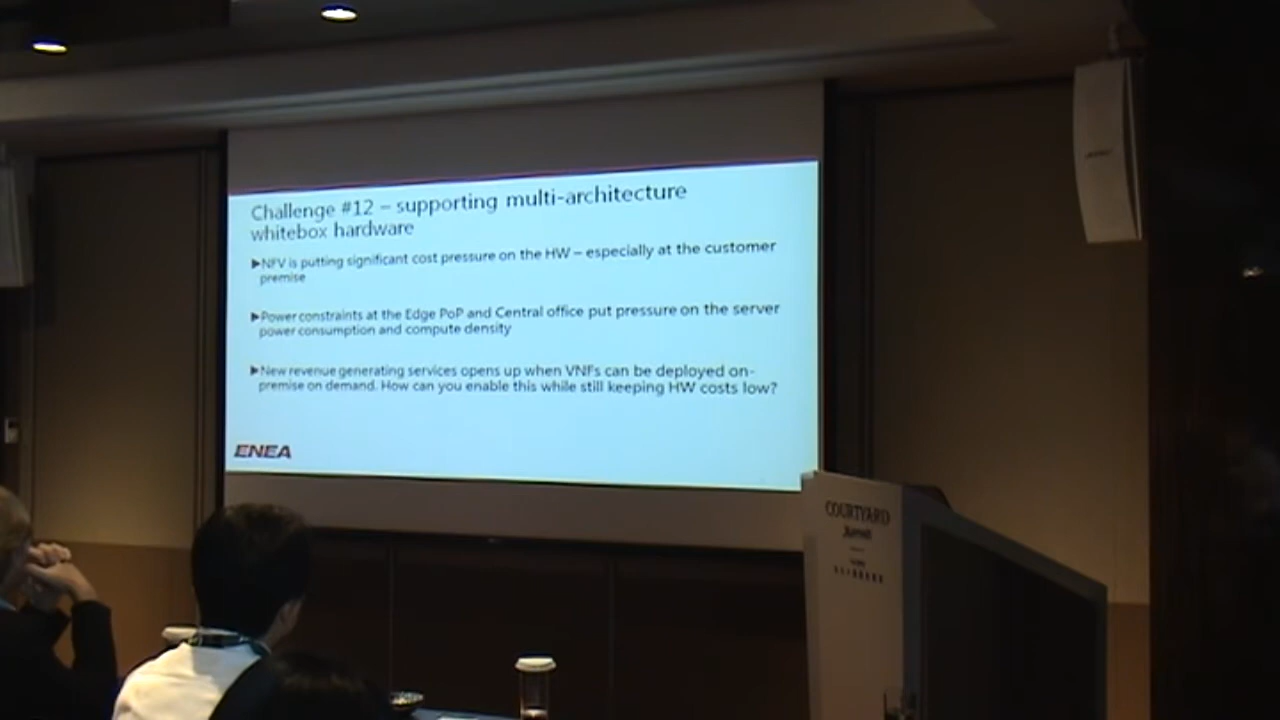 Challenge #12 – supporting multi-architecture
whitebox hardware
▶NFV is putting significant cost pressure on the HW – especially at the customer
premise
▶Power constraints at the Edge PoP and Central office put pressure on the server
power consumption and compute density
▶New revenue generating services opens up when VNFs can be deployed on-
premise on demand. How can you enable this while still keeping HW costs low?
ENEA
COURTYARD
Marriott